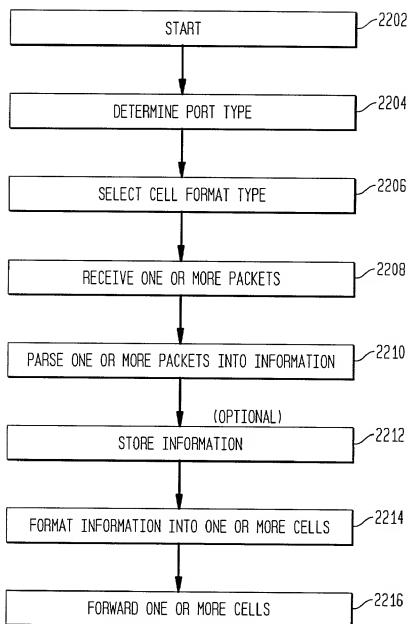 START 2202
DETERMINE PORT TYPE 2204
SELECT CELL FORMAT TYPE 2206
RECEIVE ONE OR MORE PACKETS 2208
PARSE ONE OR MORE PACKETS INTO INFORMATION 2210
(OPTIONAL)
STORE INFORMATION 2212
FORMAT INFORMATION INTO ONE OR MORE CELLS 2214
FORWARD ONE OR MORE CELLS 2216